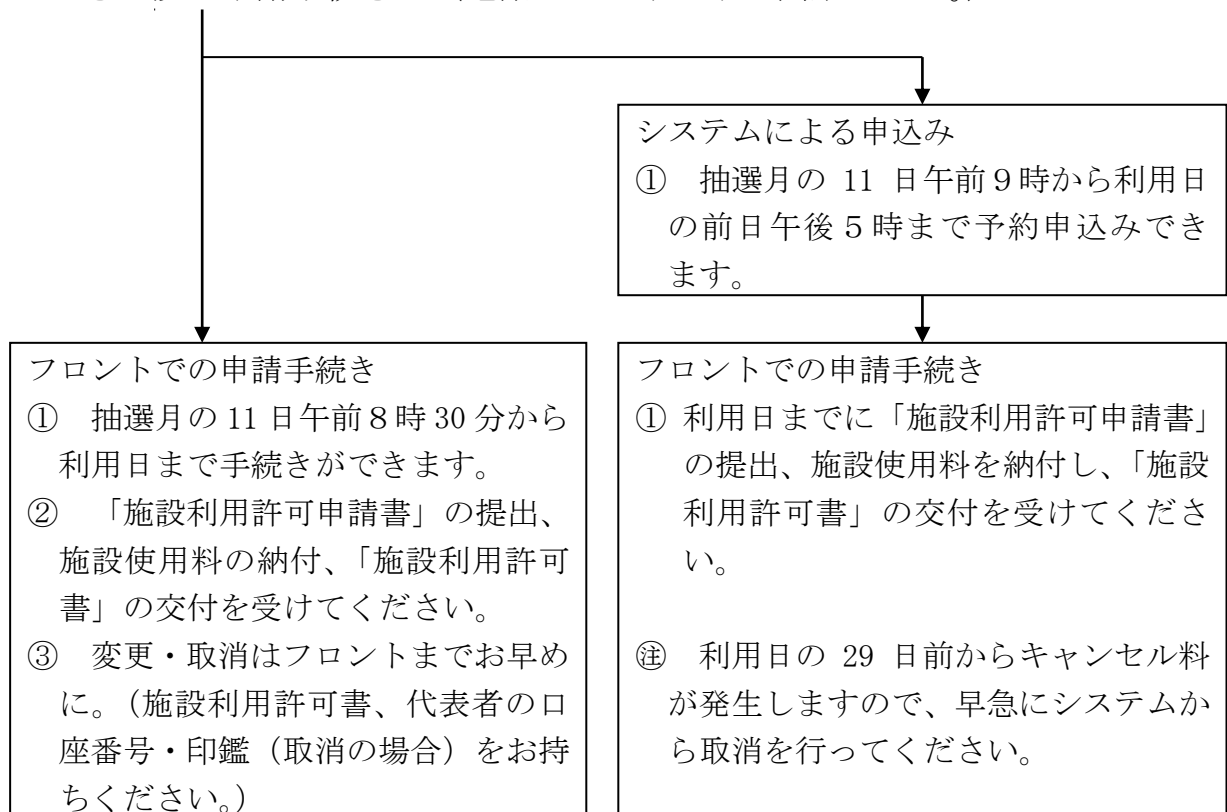 システムによる申込み
① 抽選月の 11 日午前９時から利用日
の前日午後５時まで予約申込みでき
ます。
フロントでの申請手続き
① 抽選月の 11 日午前８時 30 分から
利用日まで手続きができます。
② 「施設利用許可申請書」の提出、
施設使用料の納付、「施設利用許可
書」の交付を受けてください。
③ 変更・取消はフロントまでお早め
に。（施設利用許可書、代表者の口
座番号・印鑑（取消の場合）をお持
ちください。）
フロントでの申請手続き
① 利用日までに「施設利用許可申請書」
の提出、施設使用料を納付し、「施設
利用許可書」の交付を受けてくださ
い。
㊟ 利用日の 29 日前からキャンセル料
が発生しますので、早急にシステムか
ら取消を行ってください。